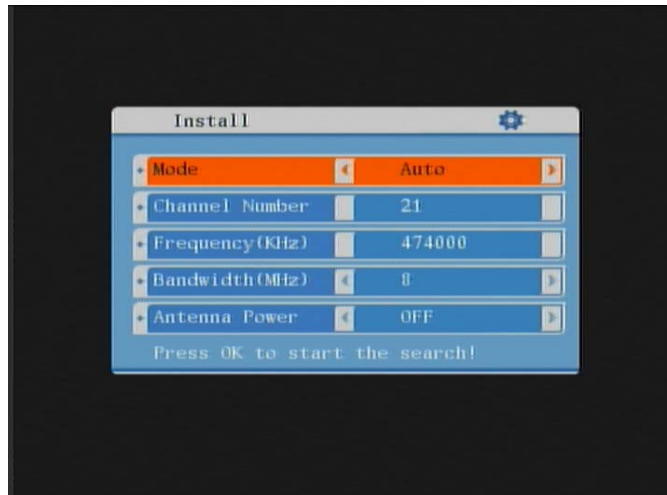 Install
Mode Auto
Channel Number 21
Frequency(KHz) 474000
Bandwidth(MHz) 8
Antenna Power OFF
Press OK to start the search!